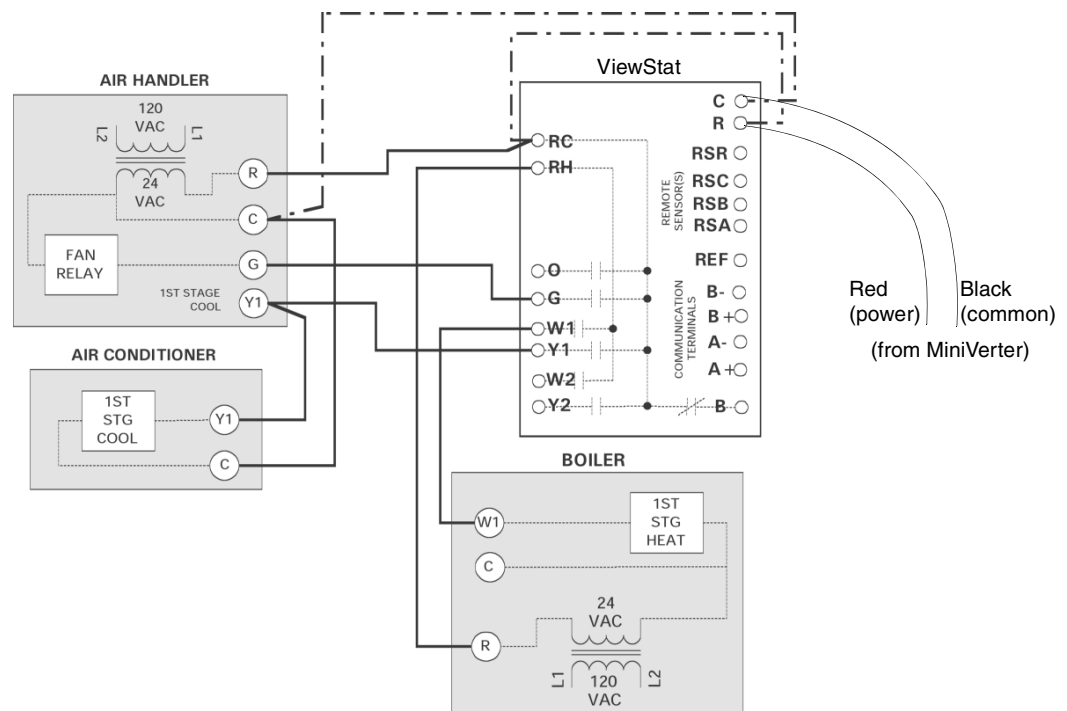 AIR HANDLER
120
VAC
L2
L1
24
VAC
R
C
FAN
RELAY
G
1ST STAGE
COOL
Y1
AIR CONDITIONER
1ST
STG
COOL
Y1
C
ViewStat
RC
RH
O
G
W1
Y1
W2
Y2
C
R
RSR
RSC
RSB
RSA
REMOTE
SENSOR(S)
REF
B-
B+
A-
A+
COMMUNICATION
TERMINALS
B
Red
(power)
Black
(common)
(from MiniVerter)
BOILER
W1
1ST
STG
HEAT
C
24
VAC
R
L1
120
VAC
L2